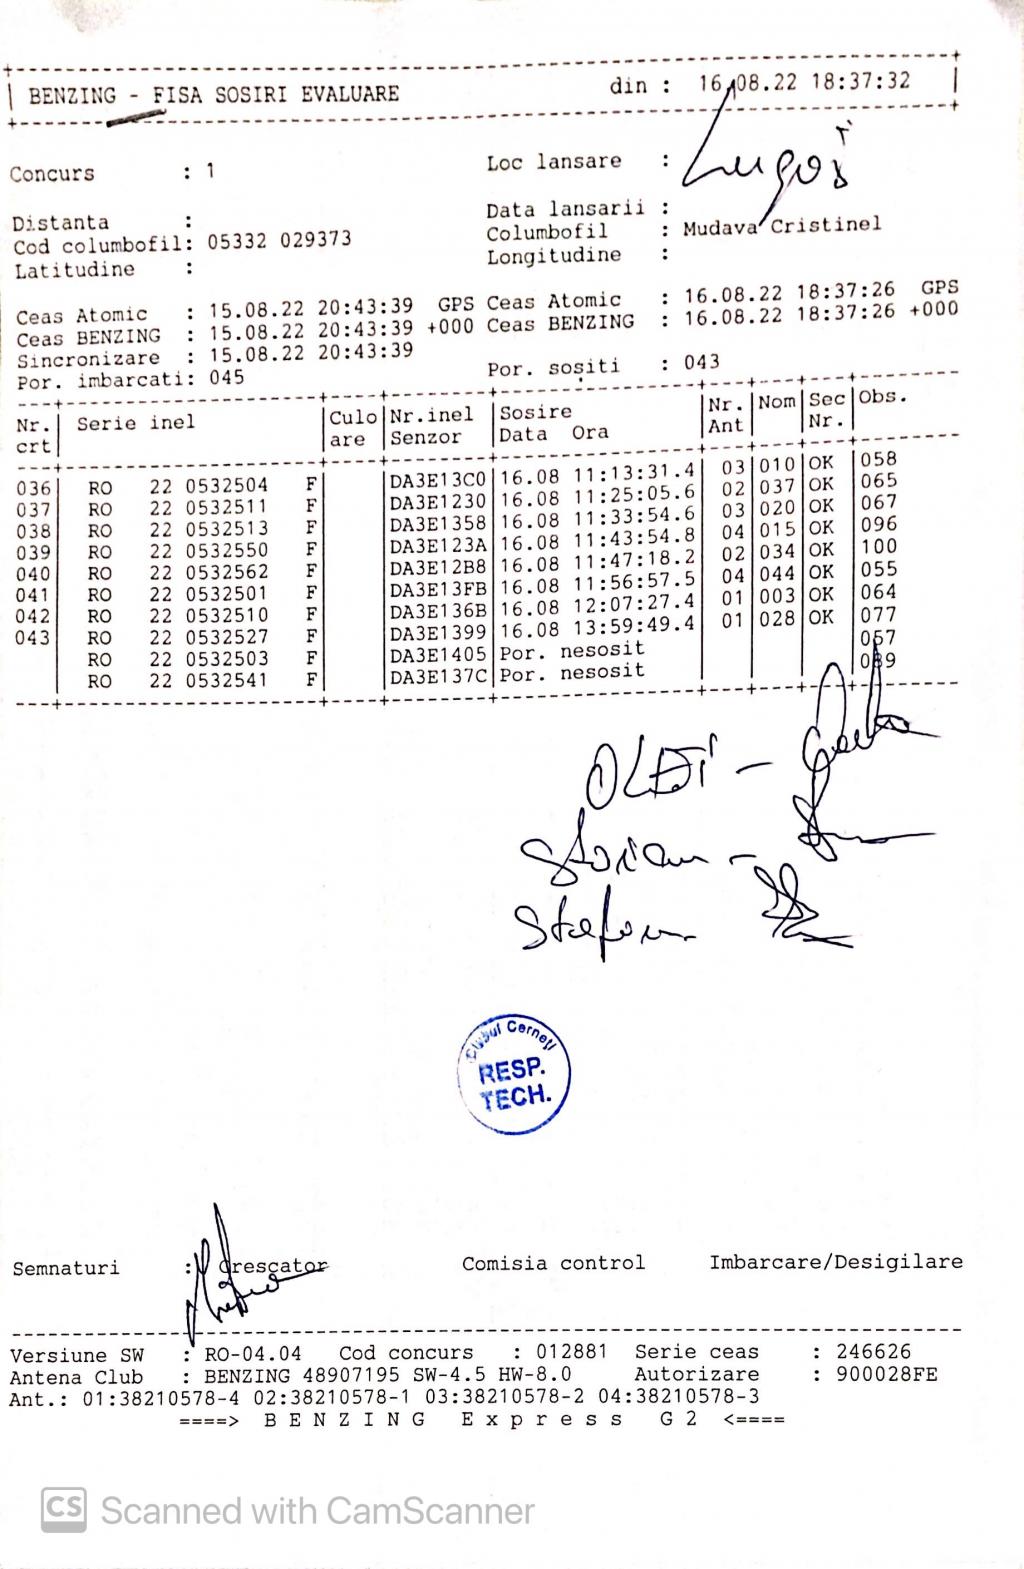 BENZING - FISA SOSIRI EVALUARE din : 16.08.22 18:37:32
Concurs : 1 Loc lansare : Lugoj
Distanta : Data lansarii :
Cod columbofil: 05332 029373 Columbofil : Mudava Cristinel
Latitudine : Longitudine :
Ceas Atomic : 15.08.22 20:43:39 GPS Ceas Atomic : 16.08.22 18:37:26 GPS
Ceas BENZING : 15.08.22 20:43:39 +000 Ceas BENZING : 16.08.22 18:37:26 +000
Sincronizare : 15.08.22 20:43:39
Por. imbarcati: 045 Por. sositi : 043
Nr. Serie inel Culo Nr.inel Sosire Nr. Nom Sec Obs.
crt are Senzor Data Ora Ant Nr.
036 RO 22 0532504 F DA3E13C0 16.08 11:13:31.4 03 010 OK 058
037 RO 22 0532511 F DA3E1230 16.08 11:25:05.6 02 037 OK 065
038 RO 22 0532513 F DA3E1358 16.08 11:33:54.6 03 020 OK 067
039 RO 22 0532550 F DA3E123A 16.08 11:43:54.8 04 015 OK 096
040 RO 22 0532562 F DA3E12B8 16.08 11:47:18.2 02 034 OK 100
041 RO 22 0532501 F DA3E13FB 16.08 11:56:57.5 04 044 OK 055
042 RO 22 0532510 F DA3E136B 16.08 12:07:27.4 01 003 OK 064
043 RO 22 0532527 F DA3E1399 16.08 13:59:49.4 01 028 OK 077
RO 22 0532503 F DA3E1405 Por. nesosit 057
RO 22 0532541 F DA3E137C Por. nesosit 089
-
-
Stefan
Clubul Cerneti
RESP.
TECH.
Semnaturi : Crescator Comisia control Imbarcare/Desigilare
Versiune SW : RO-04.04 Cod concurs : 012881 Serie ceas : 246626
Antena Club : BENZING 48907195 SW-4.5 HW-8.0 Autorizare : 900028FE
Ant.: 01:38210578-4 02:38210578-1 03:38210578-2 04:38210578-3
====> B E N Z I N G E x p r e s s G 2 <====
CS Scanned with CamScanner